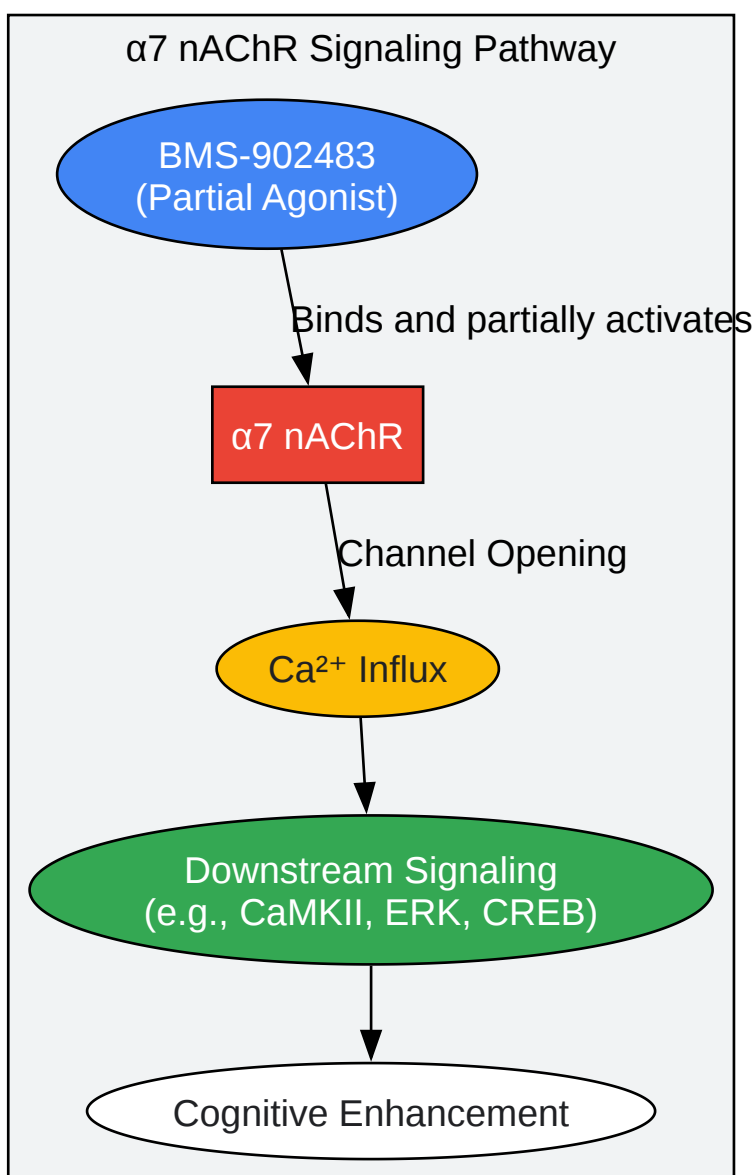 α7 nAChR Signaling Pathway
BMS-902483
(Partial Agonist)
Binds and partially activates
α7 nAChR
Channel Opening
Ca²⁺ Influx
Downstream Signaling
(e.g., CaMKII, ERK, CREB)
Cognitive Enhancement